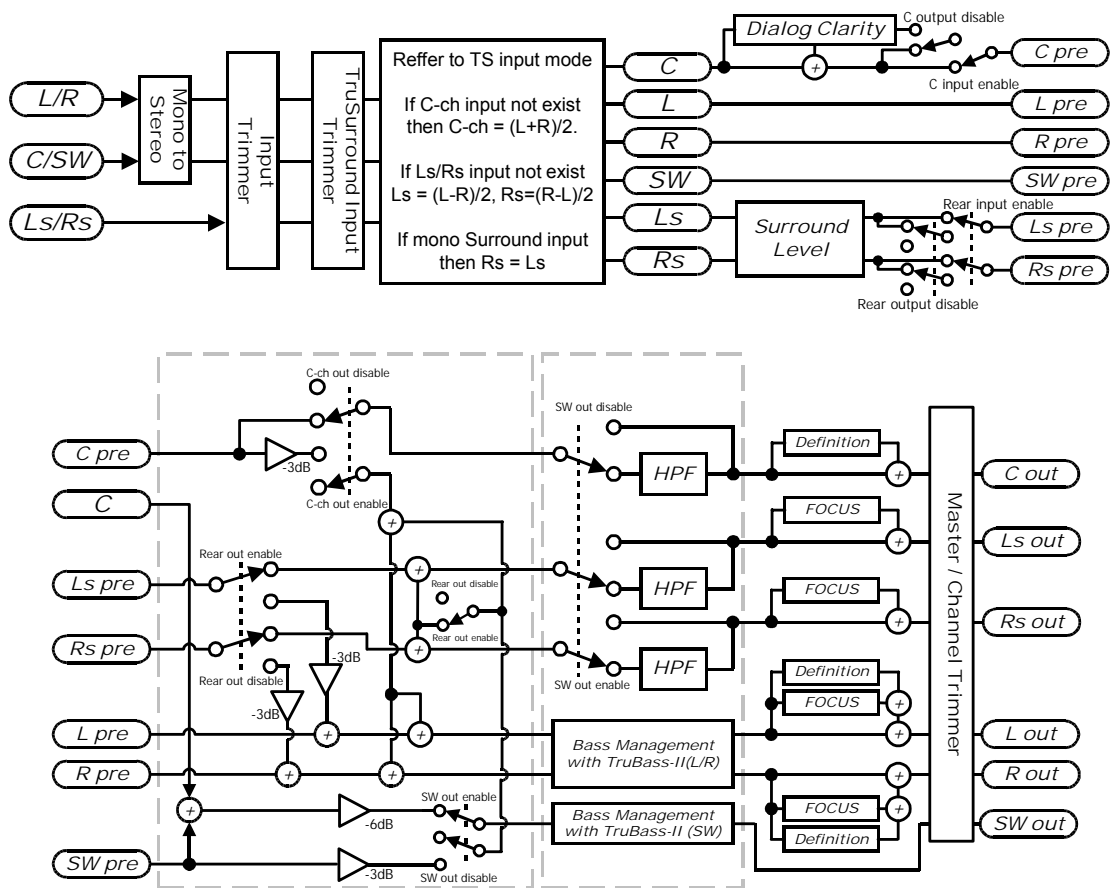 L/R
C/SW
Ls/Rs
Mono to
Stereo
Input
Trimmer
TruSurround Input
Trimmer
Reffer to TS input mode
If C-ch input not exist
then C-ch = (L+R)/2.
If Ls/Rs input not exist
Ls = (L-R)/2, Rs=(R-L)/2
If mono Surround input
then Rs = Ls
C
L
R
SW
Ls
Rs
Dialog Clarity
+
C output disable
C input enable
Surround
Level
Rear input enable
Rear output disable
C pre
L pre
R pre
SW pre
Ls pre
Rs pre
C pre
C
Ls pre
Rs pre
L pre
R pre
SW pre
C-ch out disable
-3dB
C-ch out enable
+
Rear out enable
Rear out disable
-3dB
-3dB
+
Rear out disable
Rear out enable
+
+
+
+
+
+
-6dB
-3dB
SW out enable
SW out disable
SW out disable
SW out enable
HPF
HPF
HPF
Bass Management
with TruBass-II(L/R)
Bass Management
with TruBass-II (SW)
Definition
+
FOCUS
+
FOCUS
+
Definition
FOCUS
+
+
+
FOCUS
+
Definition
Master / Channel Trimmer
C out
Ls out
Rs out
L out
R out
SW out